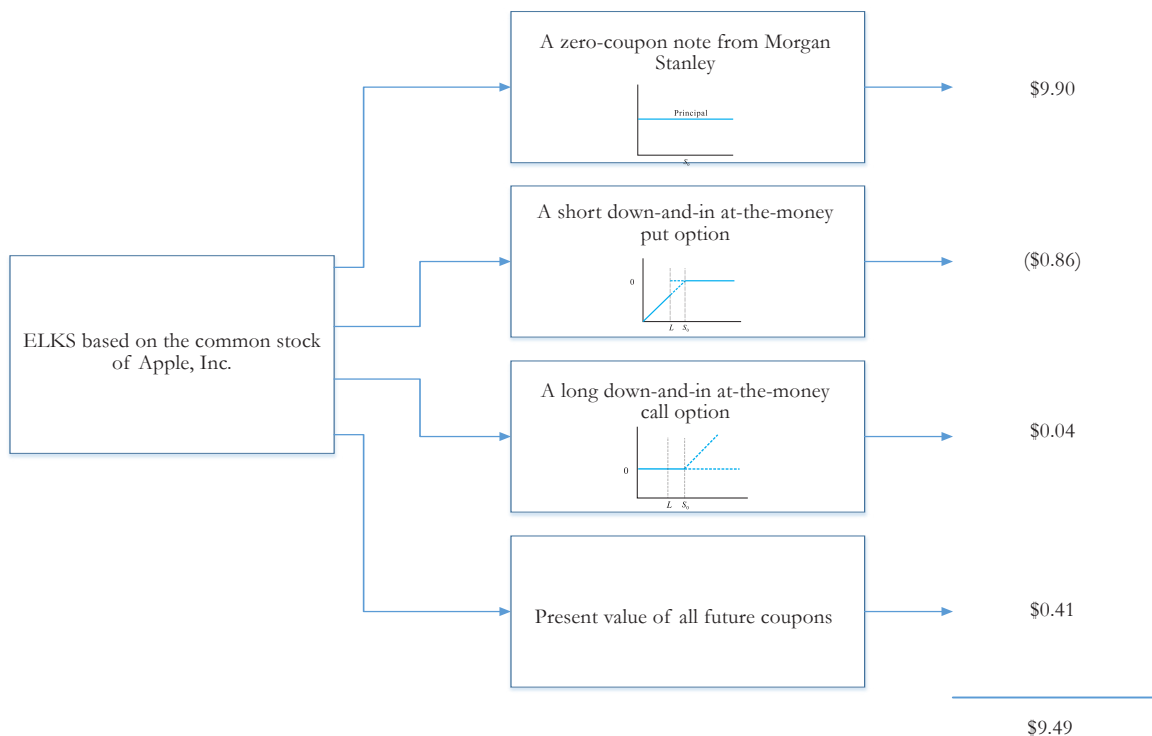 A zero-coupon note from Morgan
Stanley
Principal
S₀
$9.90
A short down-and-in at-the-money
put option
0
L
S₀
($0.86)
ELKS based on the common stock
of Apple, Inc.
A long down-and-in at-the-money
call option
0
L
S₀
$0.04
Present value of all future coupons
$0.41
$9.49